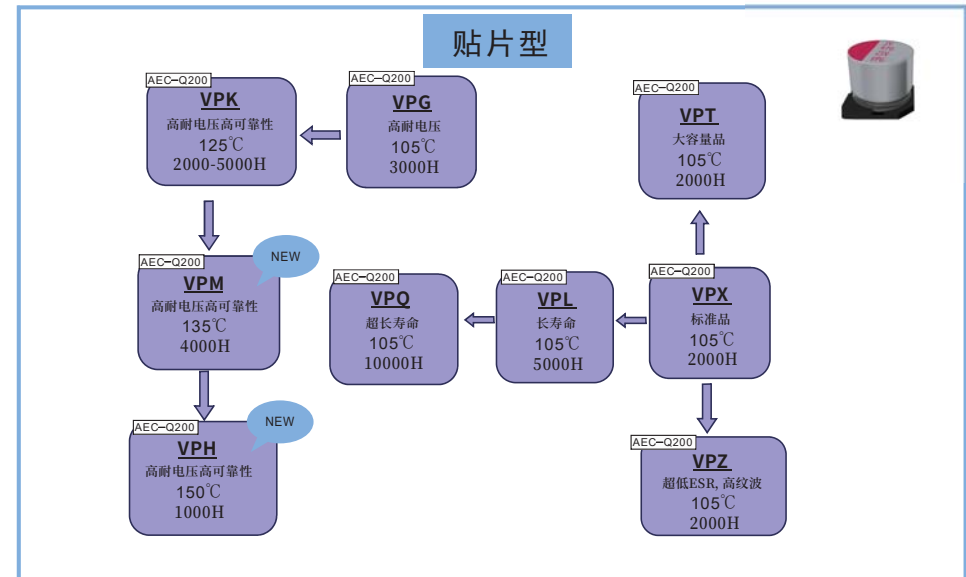 贴片型
AEC-Q200
VPK
高耐电压高可靠性
125℃
2000-5000H
AEC-Q200
VPG
高耐电压
105℃
3000H
AEC-Q200
VPT
大容量品
105℃
2000H
AEC-Q200
VPM
高耐电压高可靠性
135℃
4000H
NEW
AEC-Q200
VPQ
超长寿命
105℃
10000H
AEC-Q200
VPL
长寿命
105℃
5000H
AEC-Q200
VPX
标准品
105℃
2000H
AEC-Q200
VPH
高耐电压高可靠性
150℃
1000H
NEW
AEC-Q200
VPZ
超低ESR, 高纹波
105℃
2000H